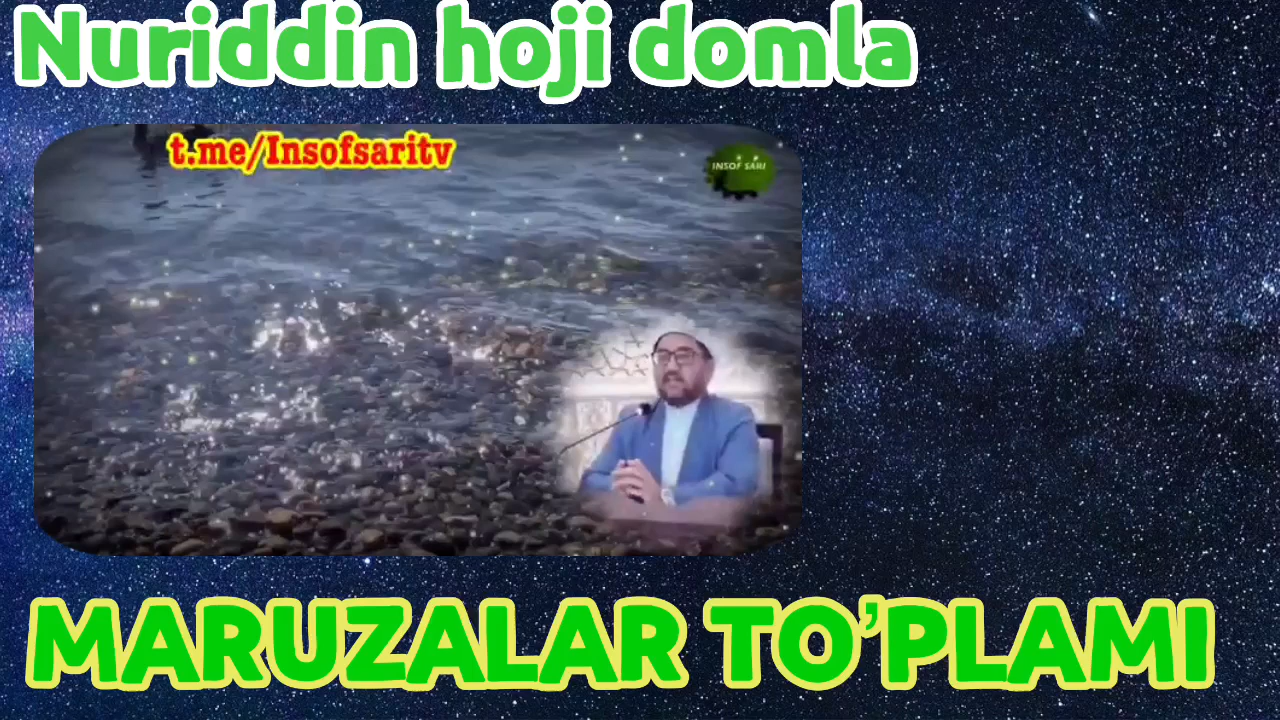 Nuriddin hoji domla
t.me/Insofsaritv
INSOF SARI
MARUZALAR TO’PLAMI